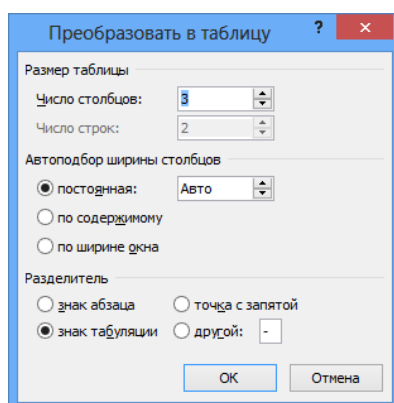 Преобразовать в таблицу ? ×
Размер таблицы
Число столбцов: 3
Число строк: 2
Автоподбор ширины столбцов
постоянная: Авто
по содержимому
по ширине окна
Разделитель
знак абзаца точка с запятой
знак табуляции другой: -
ОК Отмена